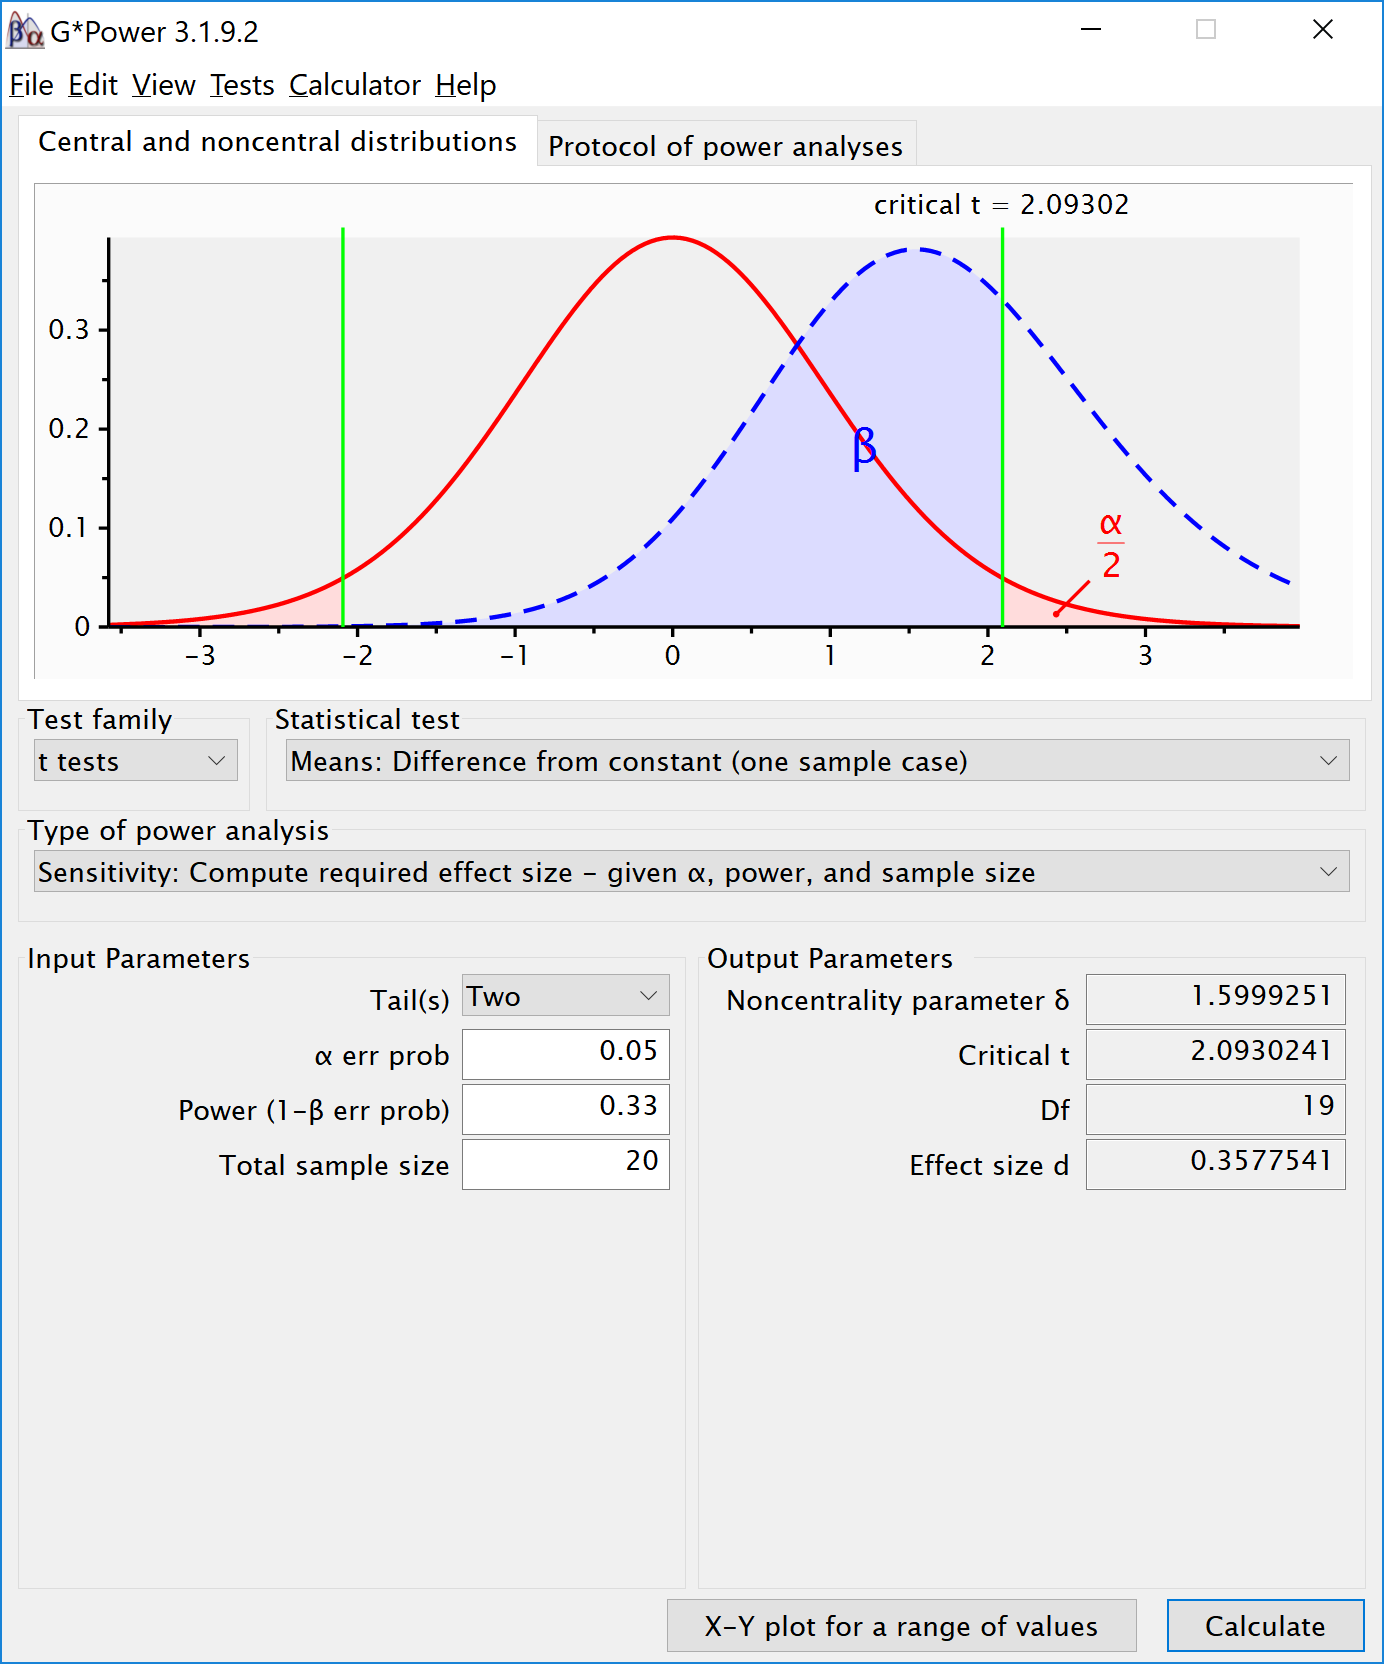 G*Power 3.1.9.2
File Edit View Tests Calculator Help
Central and noncentral distributions
Protocol of power analyses
critical t = 2.09302
0.3
0.2
0.1
0
β
α
2
-3 -2 -1 0 1 2 3
Test family
Statistical test
t tests
Means: Difference from constant (one sample case)
Type of power analysis
Sensitivity: Compute required effect size - given α, power, and sample size
Input Parameters
Tail(s) Two
α err prob 0.05
Power (1-β err prob) 0.33
Total sample size 20
Output Parameters
Noncentrality parameter δ 1.5999251
Critical t 2.0930241
Df 19
Effect size d 0.3577541
X-Y plot for a range of values
Calculate